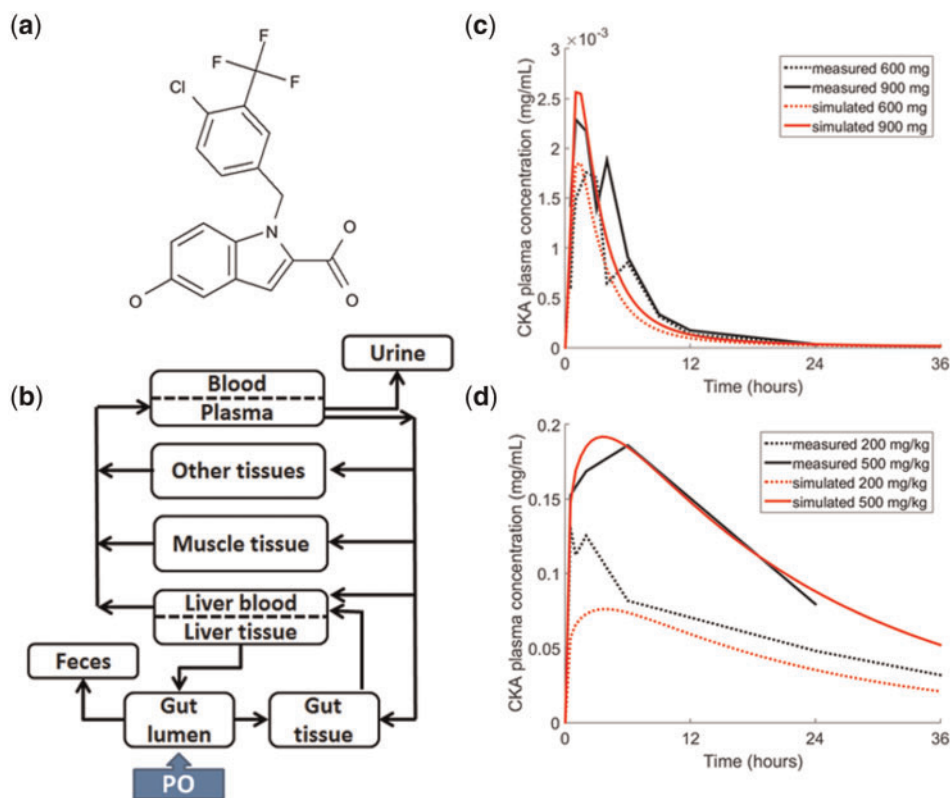 (a)
F
F
F
Cl
N
O
O
O
(b)
Urine
Blood
Plasma
Other tissues
Muscle tissue
Liver blood
Liver tissue
Feces
Gut
lumen
Gut
tissue
PO
(c)
×10⁻³
3
2.5
2
1.5
1
0.5
0
CKA plasma concentration (mg/mL)
measured 600 mg
measured 900 mg
simulated 600 mg
simulated 900 mg
0 12 24 36
Time (hours)
(d)
0.2
0.15
0.1
0.05
0
CKA plasma concentration (mg/mL)
measured 200 mg/kg
measured 500 mg/kg
simulated 200 mg/kg
simulated 500 mg/kg
0 12 24 36
Time (hours)